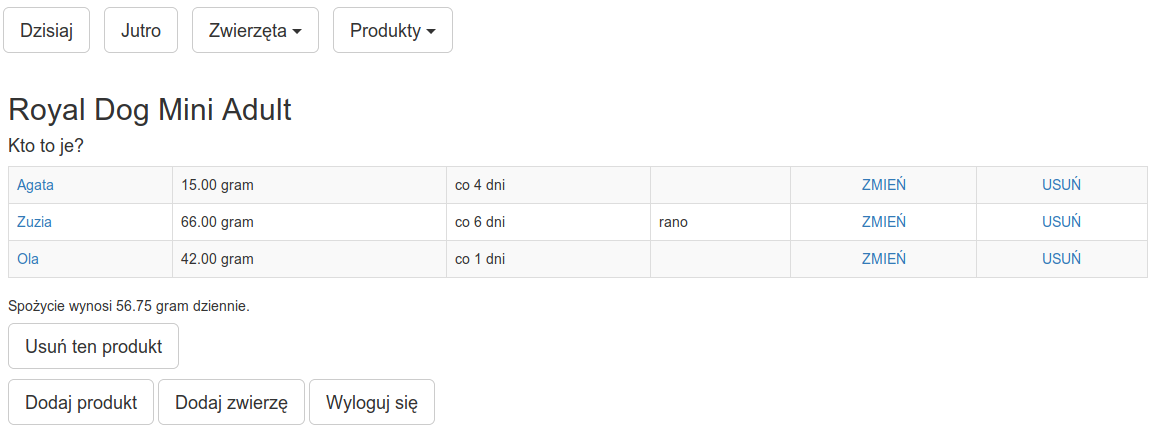 Dzisiaj Jutro Zwierzęta Produkty
Royal Dog Mini Adult
Kto to je?
Agata 15.00 gram co 4 dni ZMIEŃ USUŃ
Zuzia 66.00 gram co 6 dni rano ZMIEŃ USUŃ
Ola 42.00 gram co 1 dni ZMIEŃ USUŃ
Spożycie wynosi 56.75 gram dziennie.
Usuń ten produkt
Dodaj produkt Dodaj zwierzę Wyloguj się